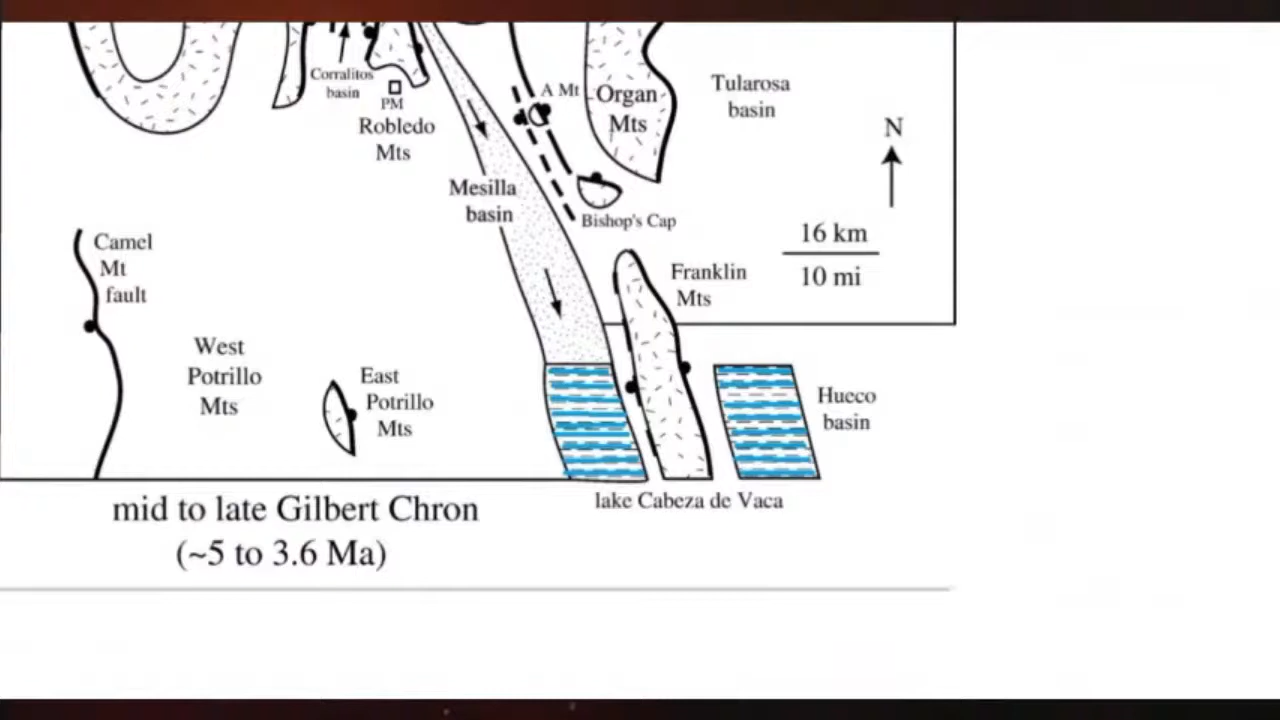 Corralitos
basin
PM
Robledo
Mts
A Mt
Organ
Mts
Tularosa
basin
N
Mesilla
basin
Bishop's Cap
16 km
10 mi
Camel
Mt
fault
Franklin
Mts
West
Potrillo
Mts
East
Potrillo
Mts
Hueco
basin
lake Cabeza de Vaca
mid to late Gilbert Chron
(~5 to 3.6 Ma)